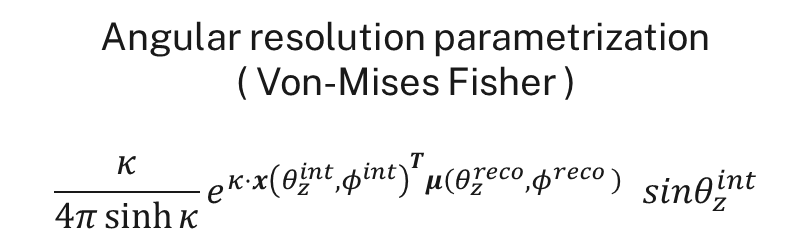 Angular resolution parametrization
( Von-Mises Fisher )
κ
4π sinh κ
e^{κ·x(θ_z^{int},ϕ^{int})^T μ(θ_z^{reco},ϕ^{reco})} sinθ_z^{int}